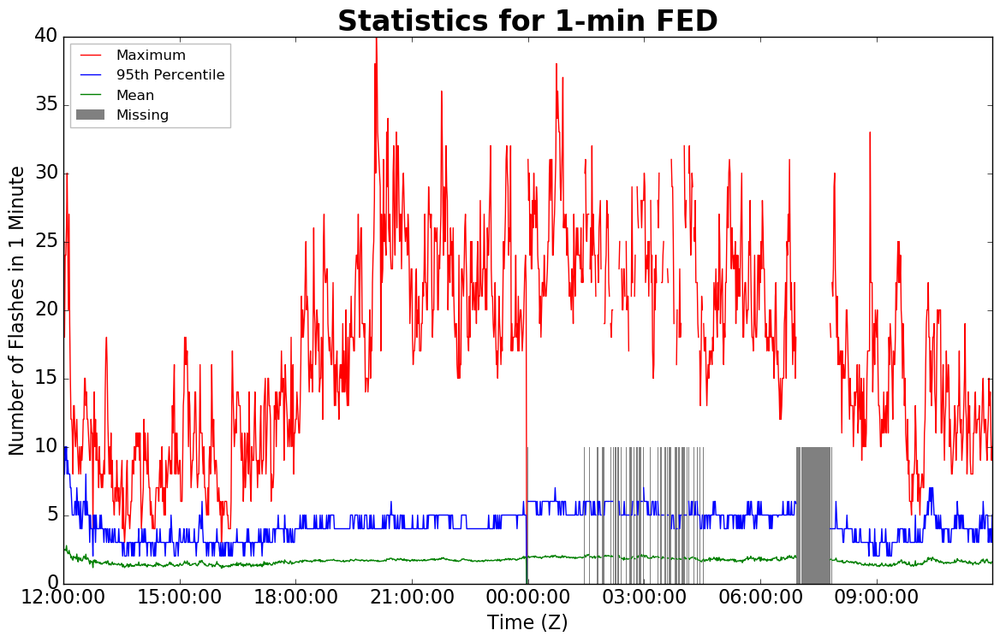 Statistics for 1-min FED
Maximum
95th Percentile
Mean
Missing
Number of Flashes in 1 Minute
40
35
30
25
20
15
10
5
0
12:00:00 15:00:00 18:00:00 21:00:00 00:00:00 03:00:00 06:00:00 09:00:00
Time (Z)